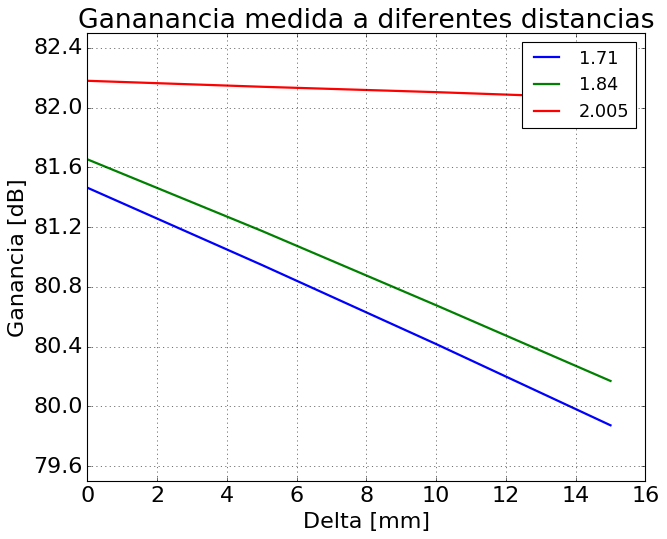 Gananancia medida a diferentes distancias
82.4
82.0
81.6
81.2
80.8
80.4
80.0
79.6
Ganancia [dB]
1.71
1.84
2.005
0 2 4 6 8 10 12 14 16
Delta [mm]